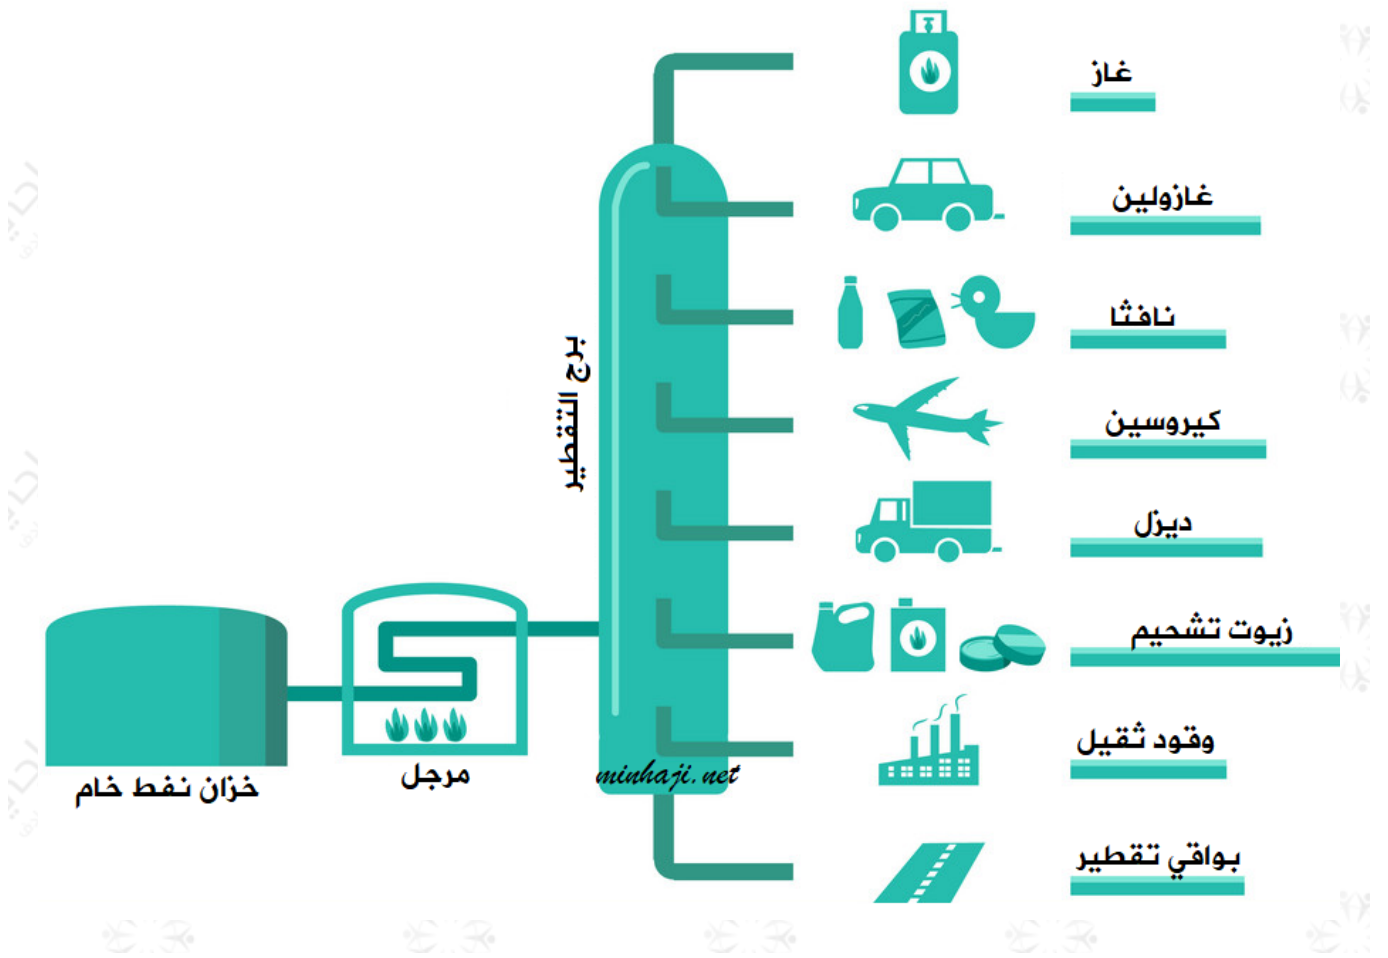 غاز
غازولين
نافثا
كيروسين
ديزل
زيوت تشحيم
وقود ثقيل
بواقي تقطير
برج التقطير
مرجل
خزان نفط خام
minhaji.net